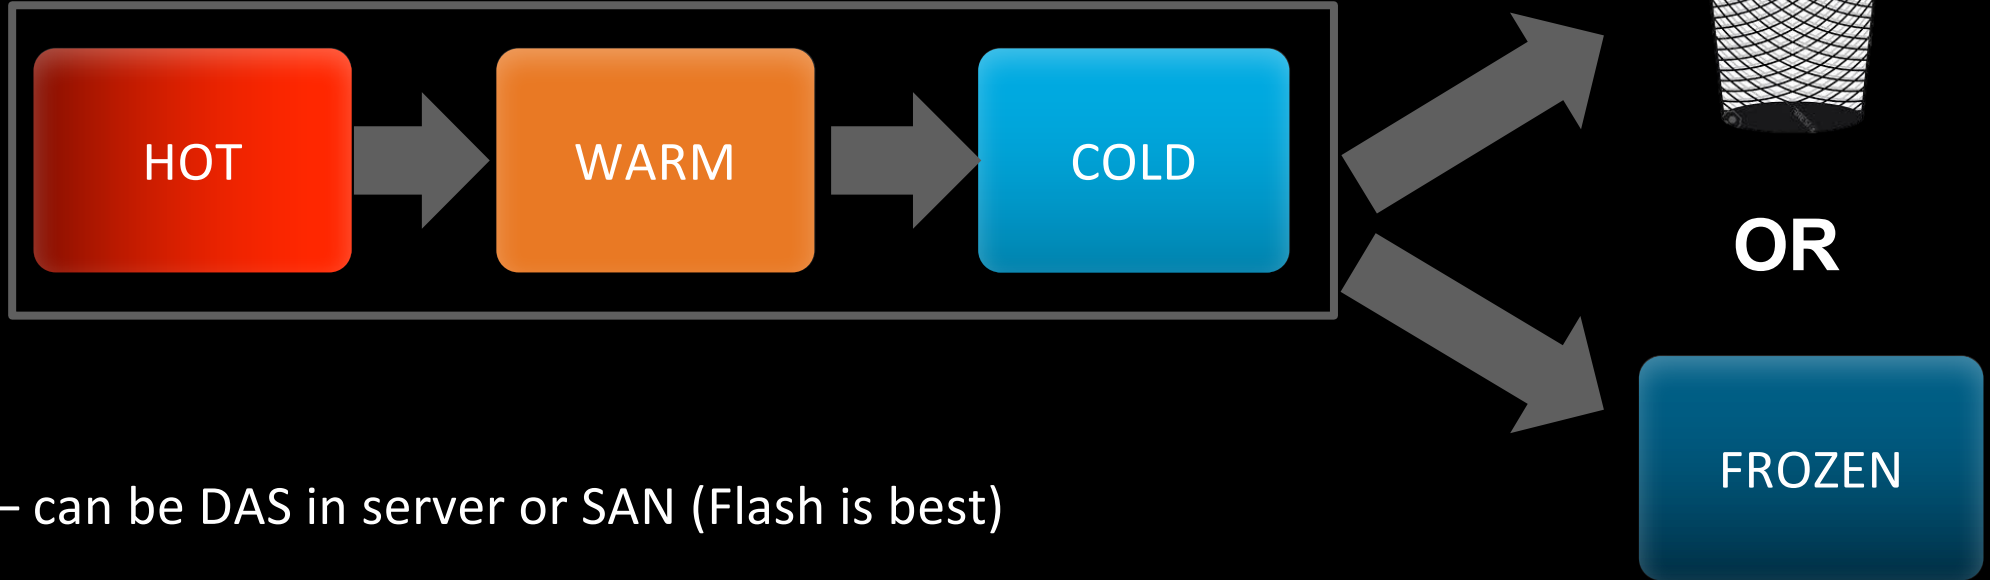 HOT
WARM
COLD
OR
FROZEN
– can be DAS in server or SAN (Flash is best)